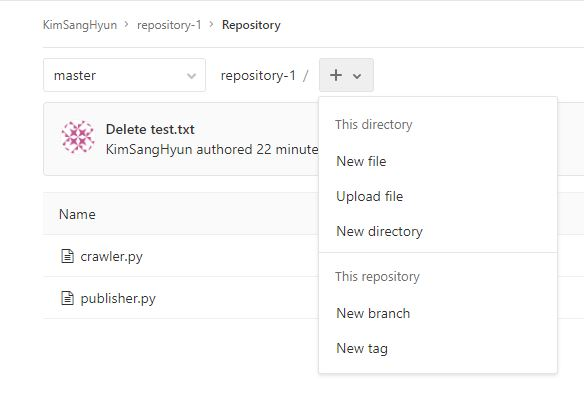 KimSangHyun > repository-1 > Repository
master
repository-1 /
Delete test.txt
KimSangHyun authored 22 minute
Name
crawler.py
publisher.py
This directory
New file
Upload file
New directory
This repository
New branch
New tag